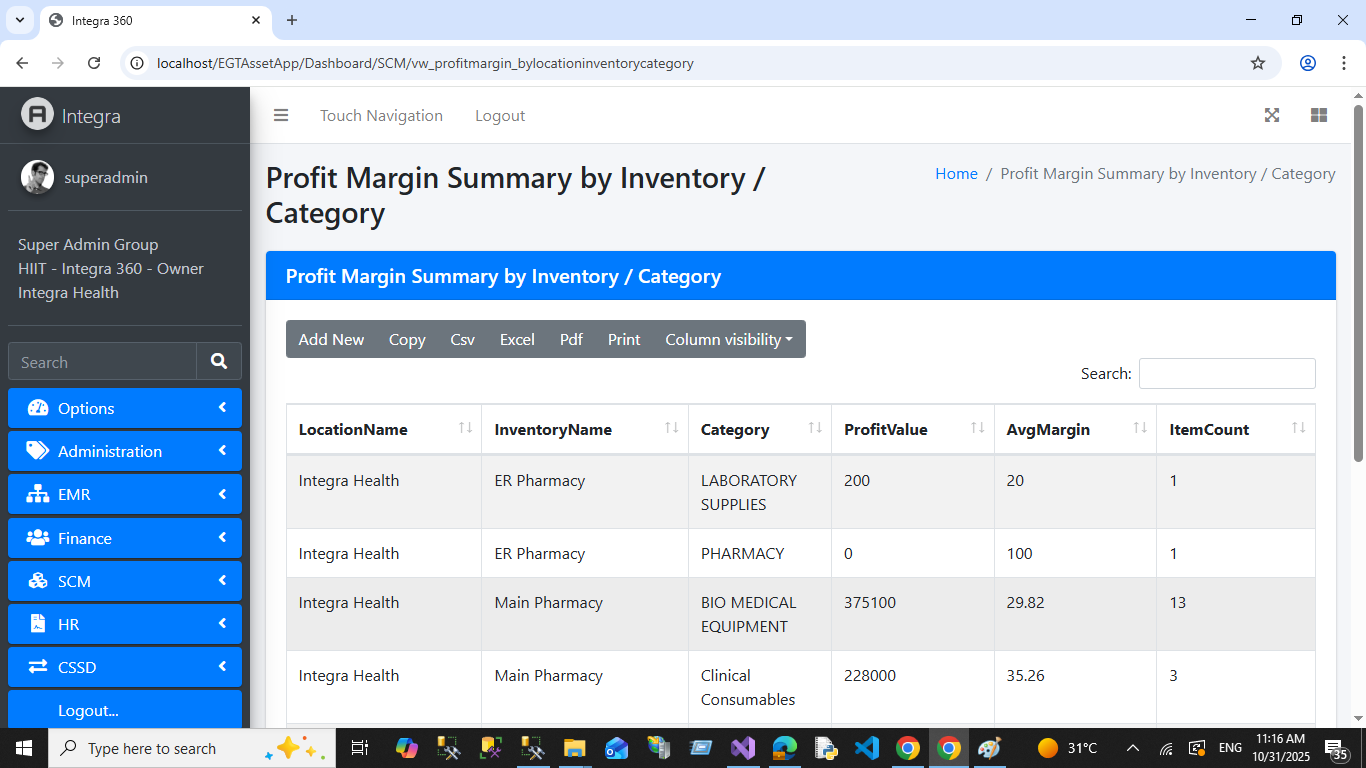 Integra 360
localhost/EGTAssetApp/Dashboard/SCM/vw_profitmargin_bylocationinventorycategory
Integra
Touch Navigation Logout
superadmin
Profit Margin Summary by Inventory /
Category
Home / Profit Margin Summary by Inventory / Category
Super Admin Group
HIIT - Integra 360 - Owner
Integra Health
Search
Options
Administration
EMR
Finance
SCM
HR
CSSD
Logout...
Profit Margin Summary by Inventory / Category
Add New Copy Csv Excel Pdf Print Column visibility
Search:
LocationName InventoryName Category ProfitValue AvgMargin ItemCount
Integra Health ER Pharmacy LABORATORY 200 20 1
SUPPLIES
Integra Health ER Pharmacy PHARMACY 0 100 1
Integra Health Main Pharmacy BIO MEDICAL 375100 29.82 13
EQUIPMENT
Integra Health Main Pharmacy Clinical 228000 35.26 3
Consumables
Type here to search
31°C
ENG
11:16 AM
10/31/2025
35